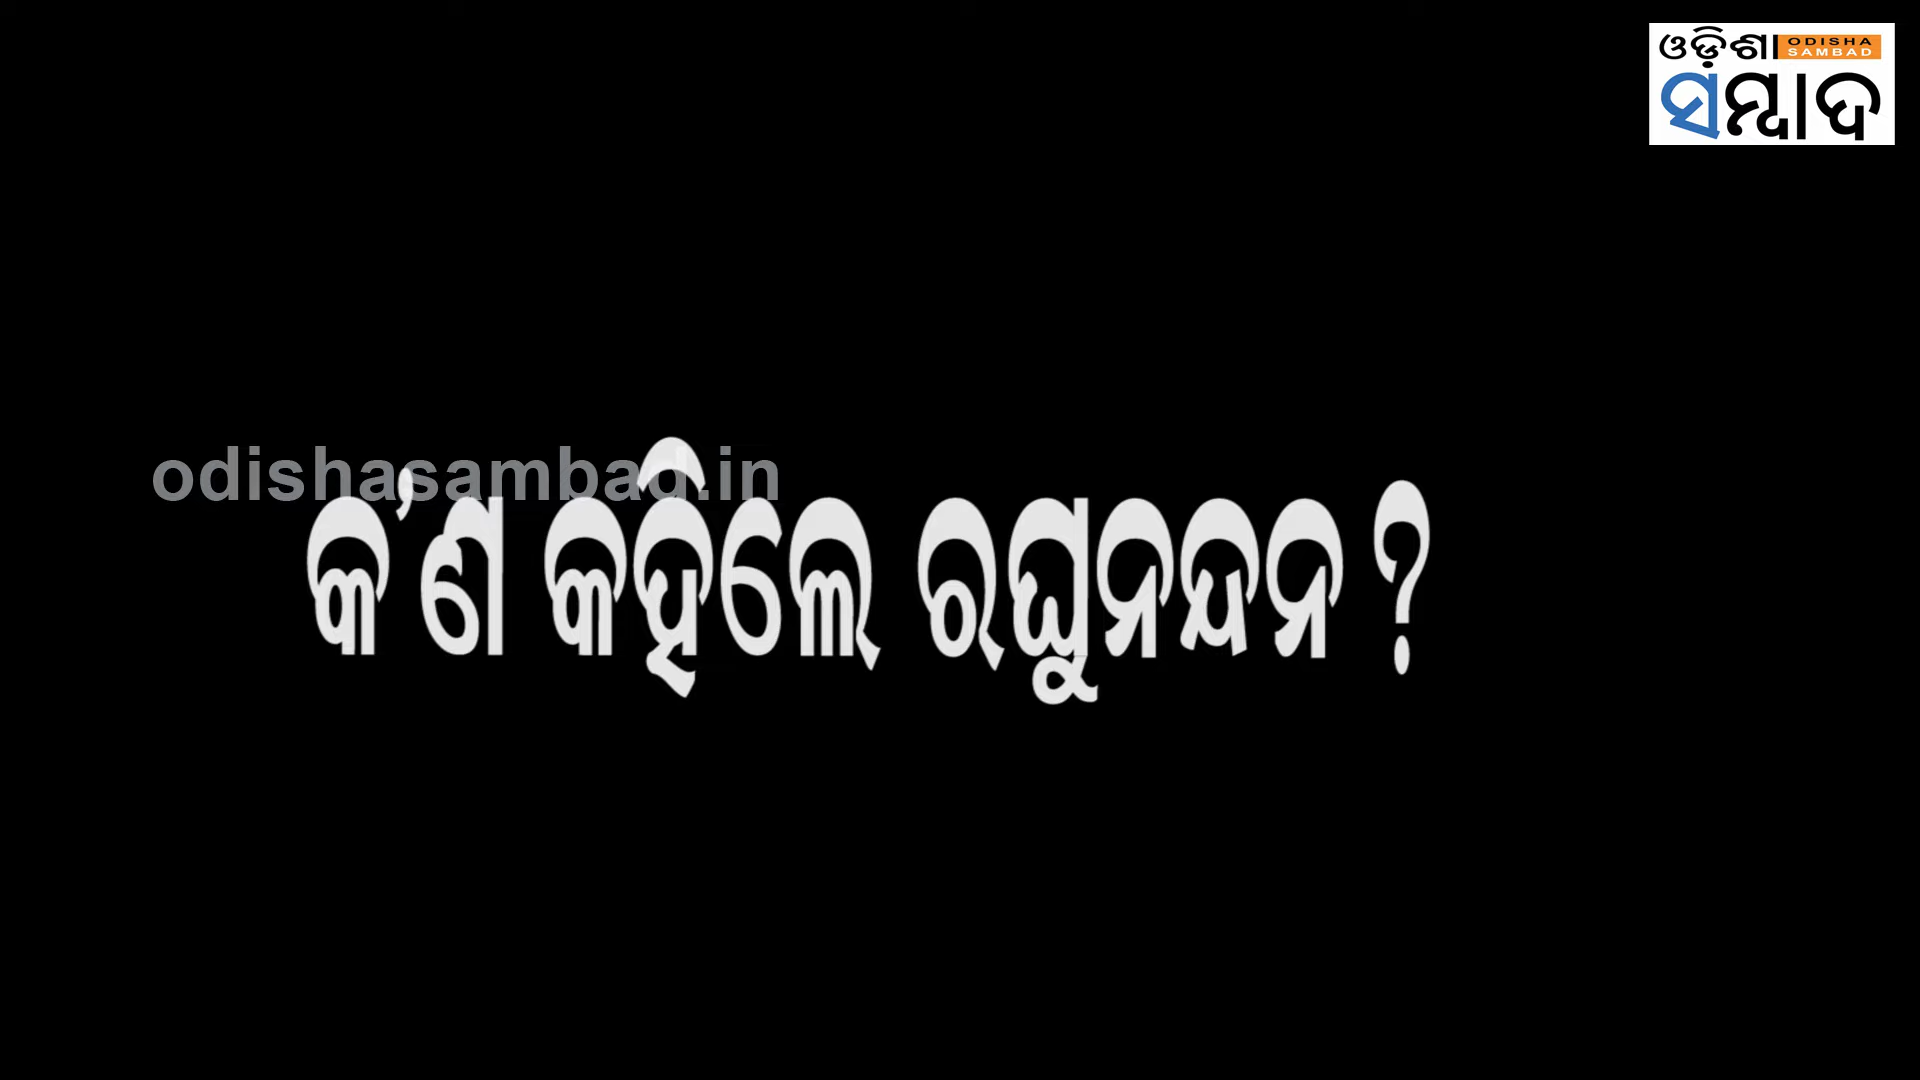 ଓଡ଼ିଶା ODISHA
SAMBAD
ସମ୍ବାଦ
odishasambad.in
କ'ଣ କହିଲେ ରଘୁନନ୍ଦନ ?